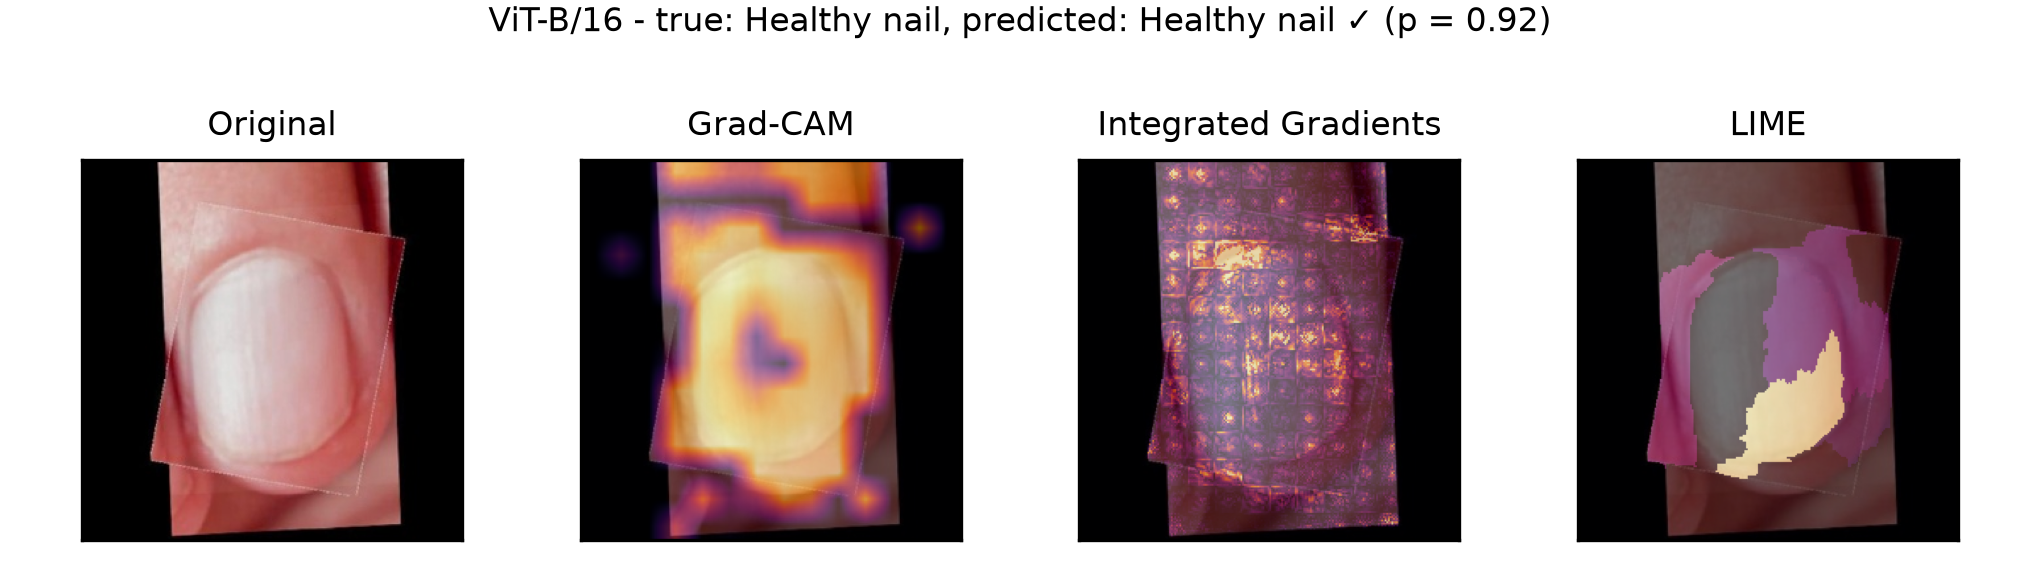 ViT-B/16 - true: Healthy nail, predicted: Healthy nail ✓ (p = 0.92)
Original
Grad-CAM
Integrated Gradients
LIME